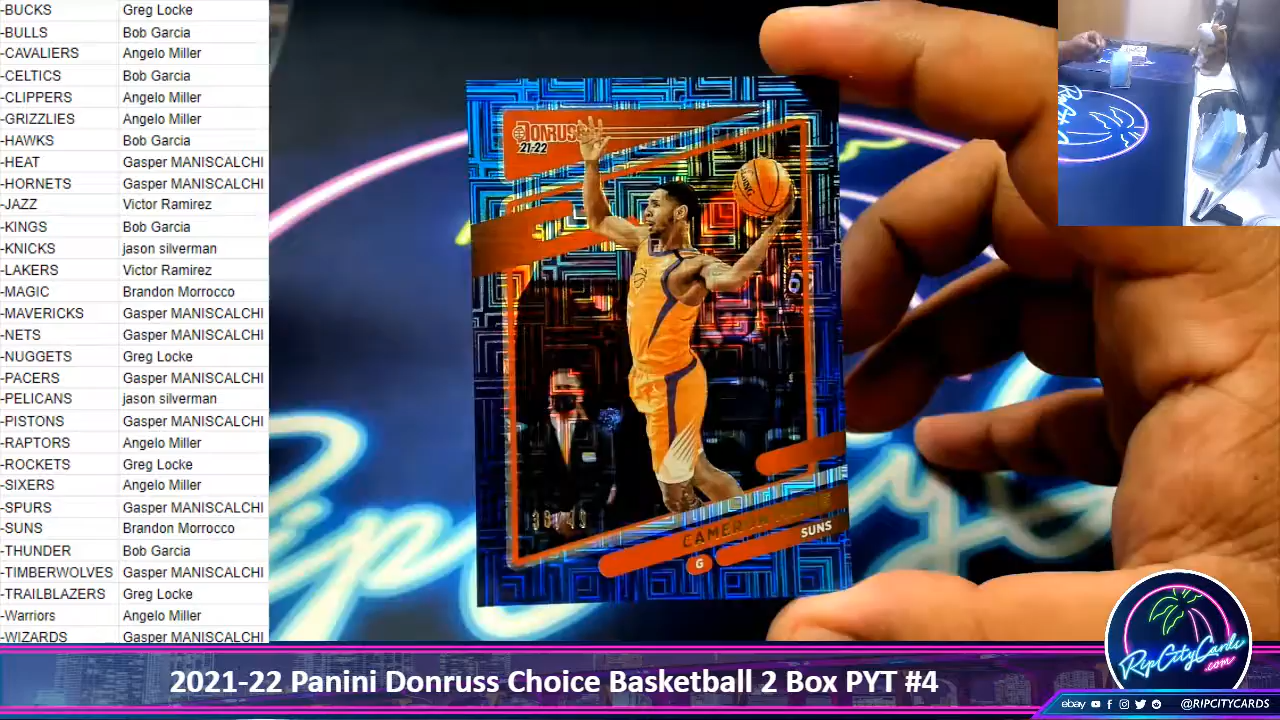 -BUCKS Greg Locke
-BULLS Bob Garcia
-CAVALIERS Angelo Miller
-CELTICS Bob Garcia
-CLIPPERS Angelo Miller
-GRIZZLIES Angelo Miller
-HAWKS Bob Garcia
-HEAT Gasper MANISCALCHI
-HORNETS Gasper MANISCALCHI
-JAZZ Victor Ramirez
-KINGS Bob Garcia
-KNICKS jason silverman
-LAKERS Victor Ramirez
-MAGIC Brandon Morrocco
-MAVERICKS Gasper MANISCALCHI
-NETS Gasper MANISCALCHI
-NUGGETS Greg Locke
-PACERS Gasper MANISCALCHI
-PELICANS jason silverman
-PISTONS Gasper MANISCALCHI
-RAPTORS Angelo Miller
-ROCKETS Greg Locke
-SIXERS Angelo Miller
-SPURS Gasper MANISCALCHI
-SUNS Brandon Morrocco
-THUNDER Bob Garcia
-TIMBERWOLVES Gasper MANISCALCHI
-TRAILBLAZERS Greg Locke
-Warriors Angelo Miller
-WIZARDS Gasper MANISCALCHI
DONRUSS
21-22
SUNS
G
RipCityCards
.com
2021-22 Panini Donruss Choice Basketball 2 Box PYT #4
ebay @RIPCITYCARDS